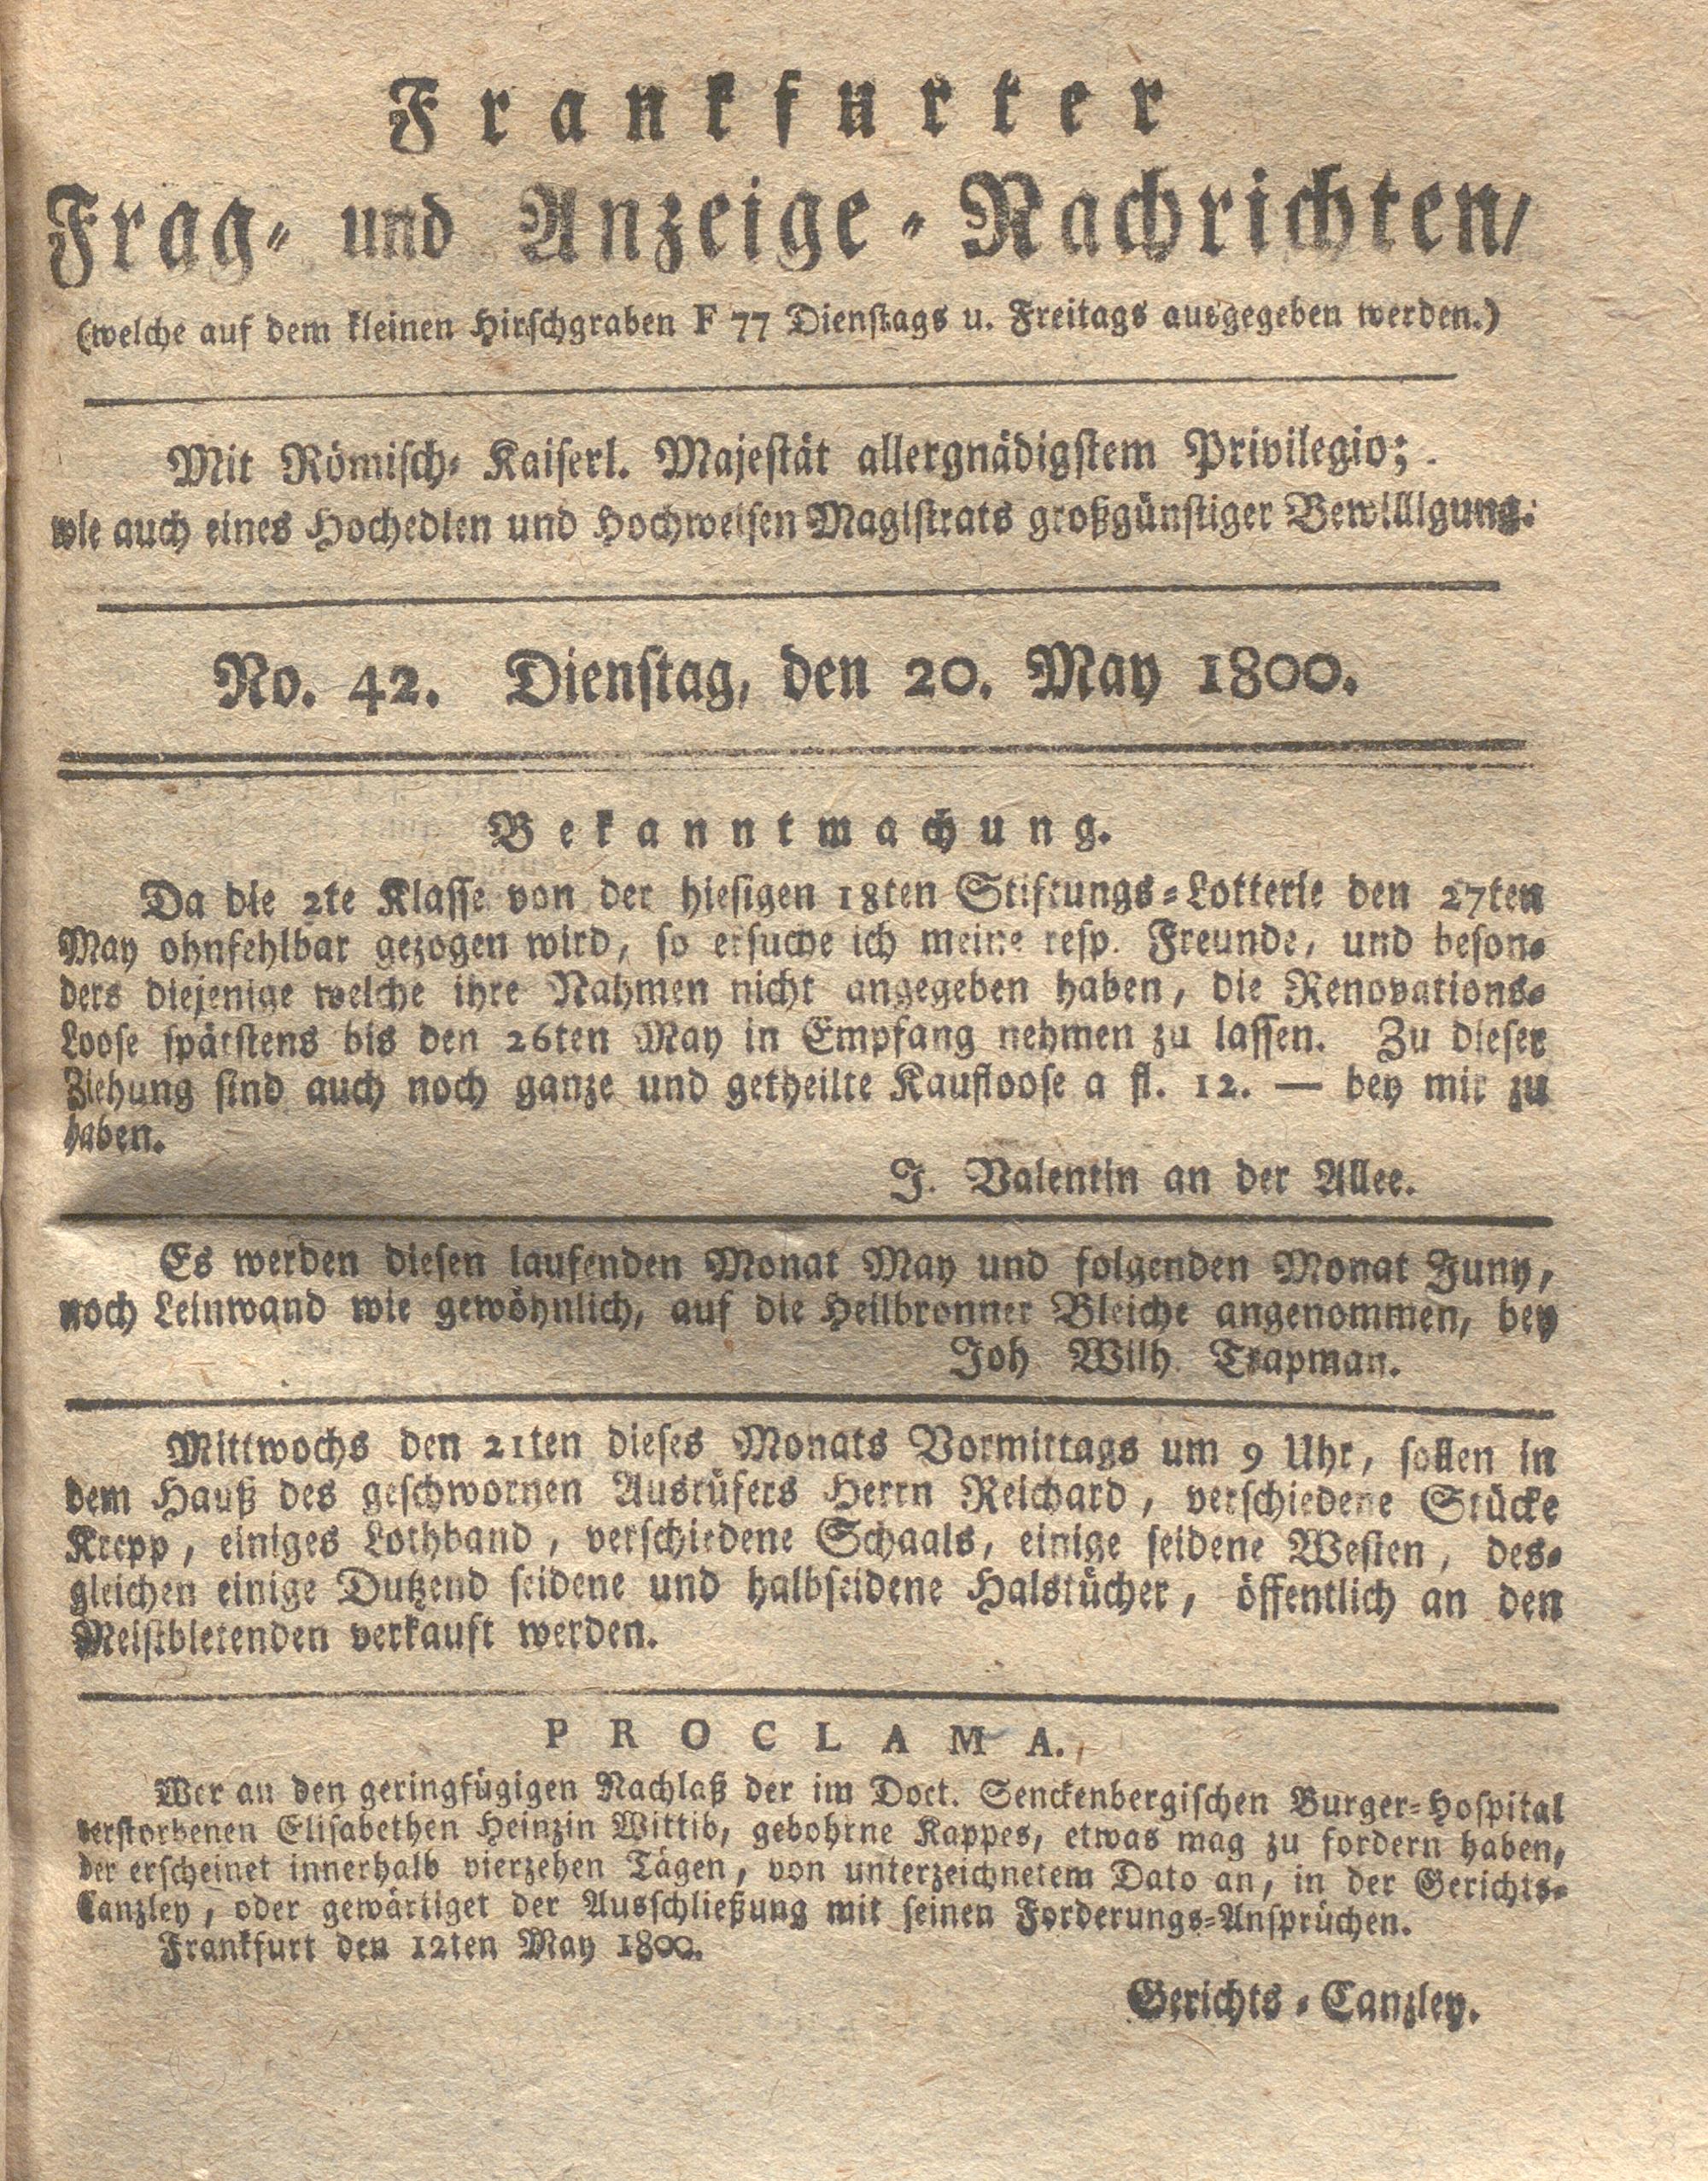 Frankfurter
Frag- und Anzeige-Nachrichten/
(welche auf dem kleinen Hirschgraben F 77 Dienstags u. Freitags ausgegeben werden.)
Mit Römisch-Kaiserl. Majestät allergnädigstem Privilegio;
wie auch eines Hochedlen und Hochweisen Magistrats großgünstiger Bewilligung.
No. 42. Dienstag, den 20. May 1800.
Bekanntmachung.
Da die 2te Klasse von der hiesigen 18ten Stiftungs-Lotterie den 27ten
May ohnfehlbar gezogen wird, so ersuche ich meine resp. Freunde, und beson-
ders diejenige welche ihre Nahmen nicht angegeben haben, die Renovations-
Loose spätstens bis den 26ten May in Empfang nehmen zu lassen. Zu dieser
Ziehung sind auch noch ganze und getheilte Kaufloose a fl. 12. — bey mir zu
haben.
J. Valentin an der Allee.
Es werden diesen laufenden Monat May und folgenden Monat Juny,
noch Leinwand wie gewöhnlich, auf die Heilbronner Bleiche angenommen, bey
Joh Wilh. Trapman.
Mittwochs den 21ten dieses Monats Vormittags um 9 Uhr, sollen in
dem Hauß des geschwornen Ausrüfers Herrn Reichard, verschiedene Stücke
Krepp, einiges Lothband, verschiedene Schaals, einige seidene Westen, des-
gleichen einige Dutzend seidene und halbseidene Halstücher, öffentlich an den
Meistbietenden verkauft werden.
PROCLAMA.
Wer an den geringfügigen Nachlaß der im Doct. Senckenbergischen Burger-Hospital
verstorbenen Elisabethen Heinzin Wittib, gebohrne Kappes, etwas mag zu fordern haben,
der erscheinet innerhalb vierzehen Tägen, von unterzeichnetem Dato an, in der Gerichts-
Canzley, oder gewärtiget der Ausschließung mit seinen Forderungs-Ansprüchen.
Frankfurt den 12ten May 1800.
Gerichts-Canzley.